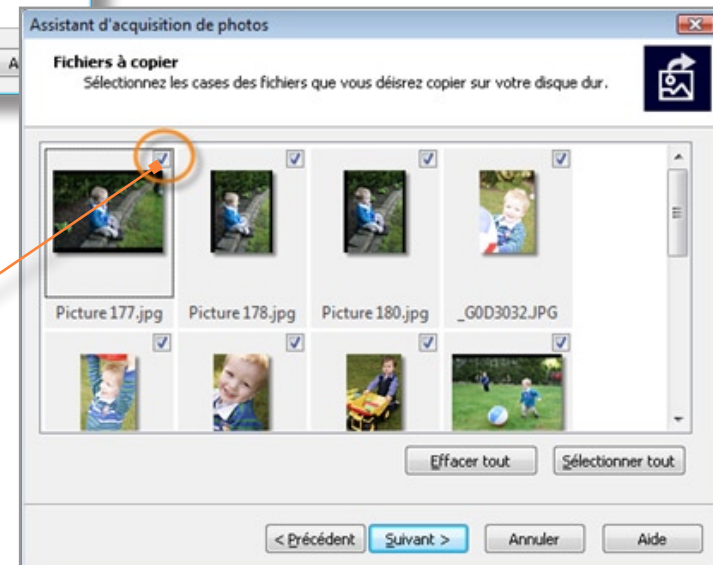 A
Assistant d'acquisition de photos
Fichiers à copier
Sélectionnez les cases des fichiers que vous déisrez copier sur votre disque dur.
Picture 177.jpg Picture 178.jpg Picture 180.jpg _G0D3032.JPG
Effacer tout Sélectionner tout
< Précédent Suivant > Annuler Aide